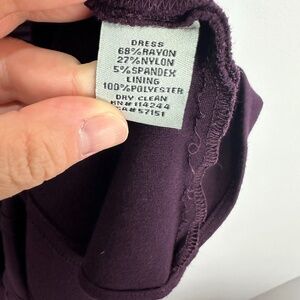 DRESS
68%RAYON
27%NYLON
5%SPANDEX
LINING
100%POLYESTER
DRY CLEAN
RN#114244
CA#57151